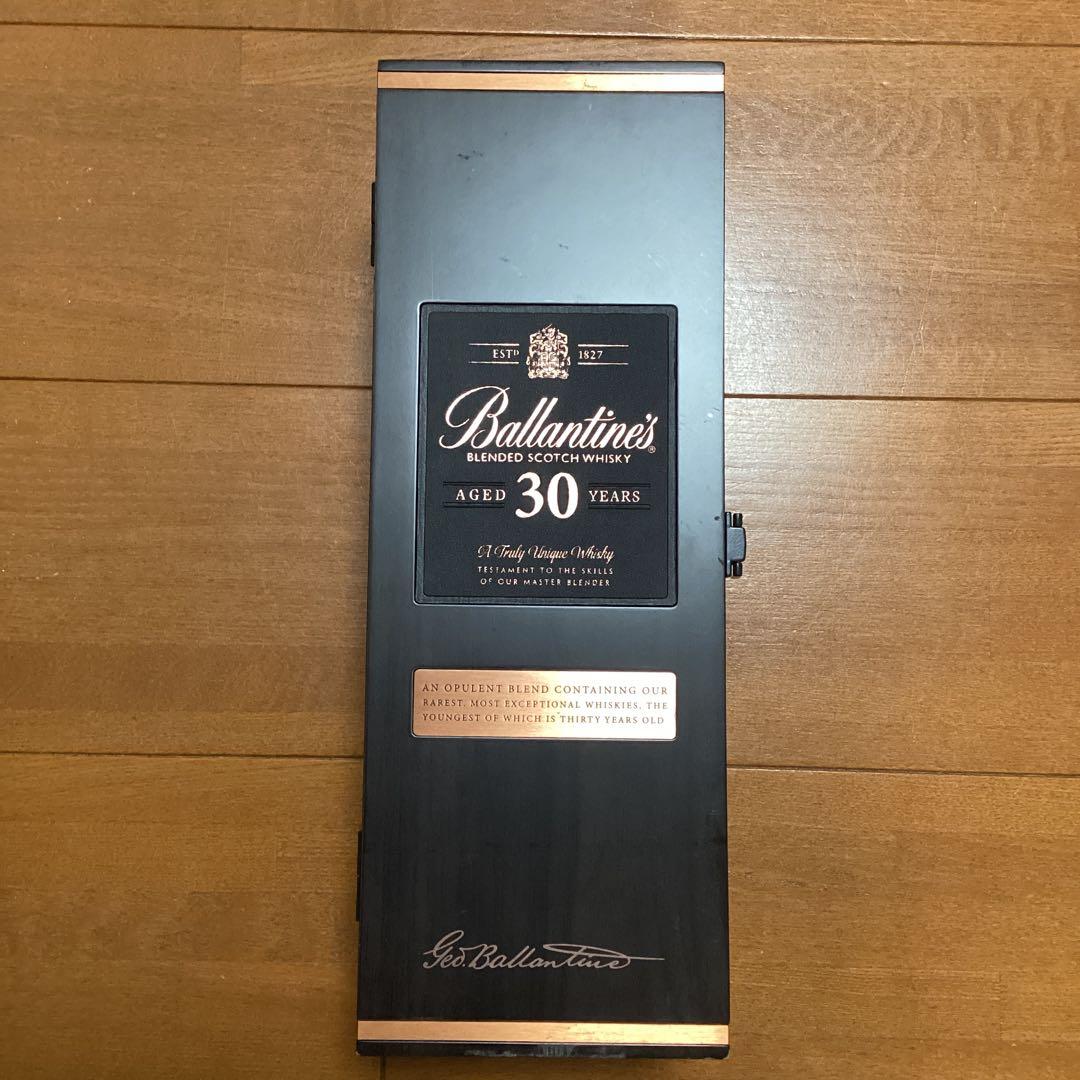 ESTD 1827
Ballantine's®
BLENDED SCOTCH WHISKY
AGED 30 YEARS
A Truly Unique Whisky
TESTAMENT TO THE SKILLS
OF OUR MASTER BLENDER
AN OPULENT BLEND CONTAINING OUR
RAREST, MOST EXCEPTIONAL WHISKIES, THE
YOUNGEST OF WHICH IS THIRTY YEARS OLD
Geo. Ballantine